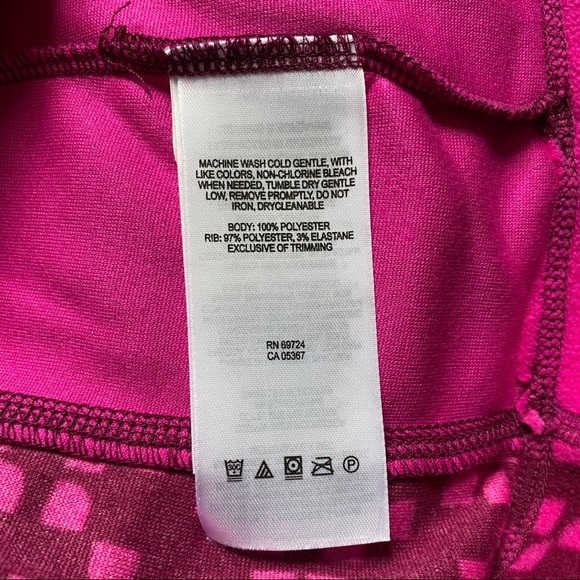 MACHINE WASH COLD GENTLE, WITH
LIKE COLORS, NON-CHLORINE BLEACH
WHEN NEEDED, TUMBLE DRY GENTLE
LOW, REMOVE PROMPTLY, DO NOT
IRON, DRYCLEANABLE
BODY: 100% POLYESTER
RIB: 97% POLYESTER, 3% ELASTANE
EXCLUSIVE OF TRIMMING
RN 69724
CA 05367
P